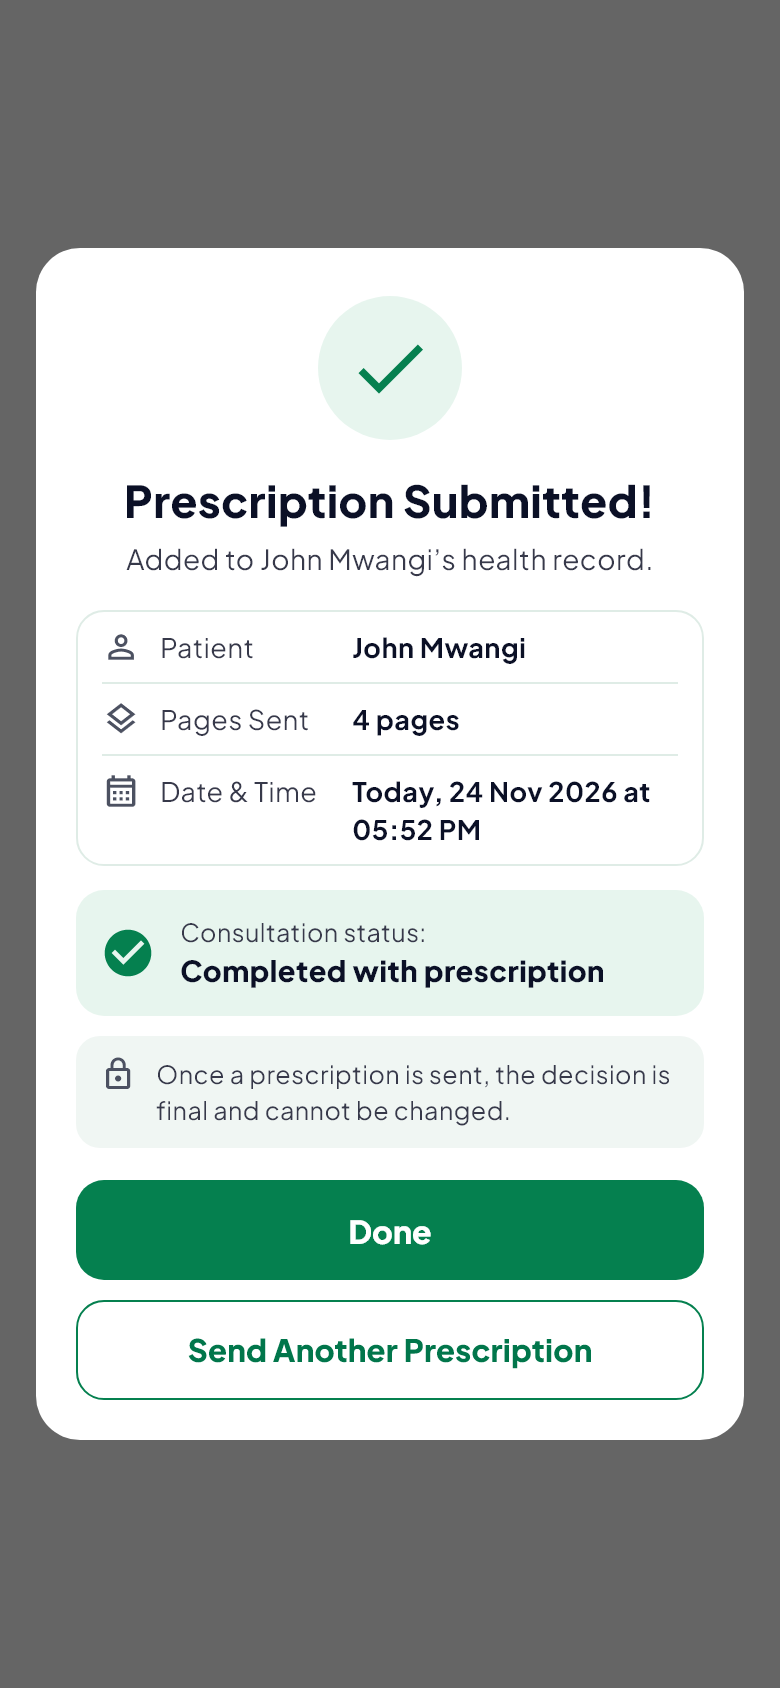 Prescription Submitted!
Added to John Mwangi’s health record.
Patient John Mwangi
Pages Sent 4 pages
Date & Time Today, 24 Nov 2026 at
05:52 PM
Consultation status:
Completed with prescription
Once a prescription is sent, the decision is
final and cannot be changed.
Done
Send Another Prescription